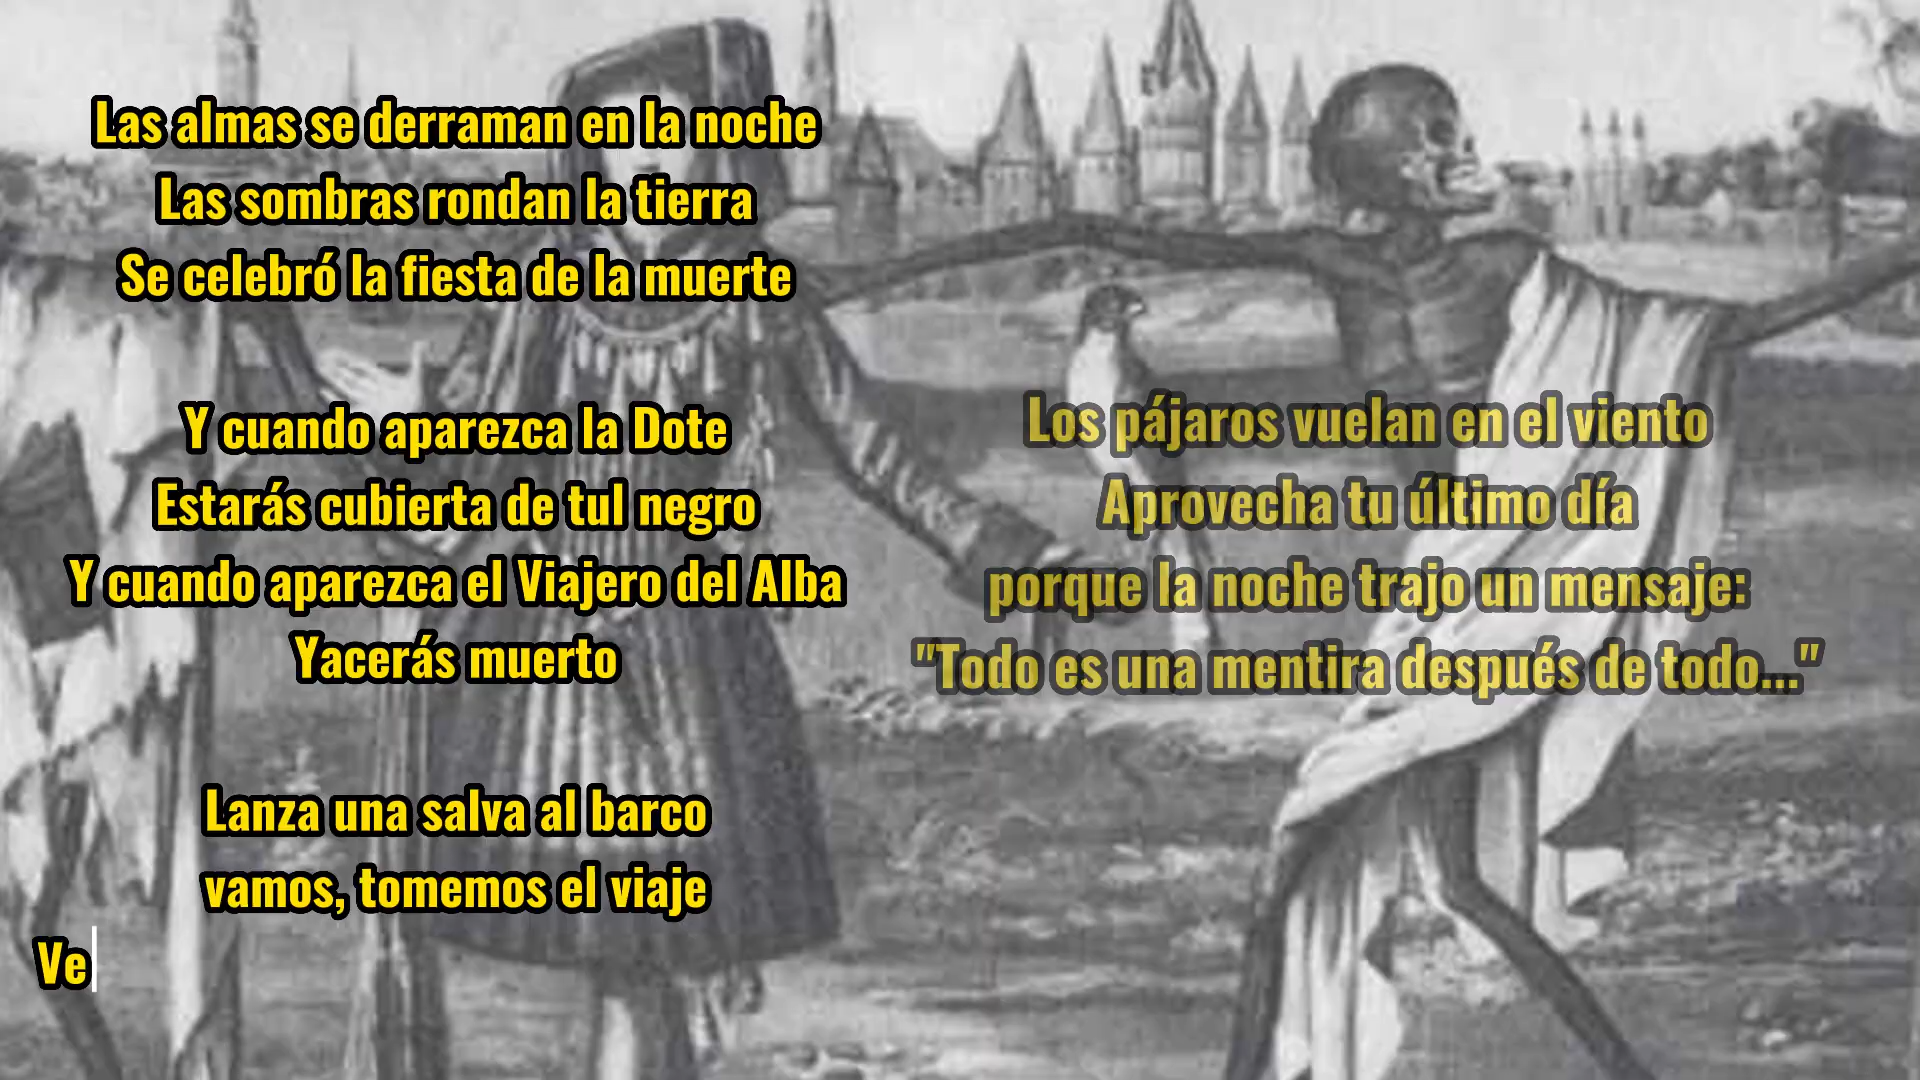 Las almas se derraman en la noche
Las sombras rondan la tierra
Se celebró la fiesta de la muerte
Y cuando aparezca la Dote
Estarás cubierta de tul negro
Y cuando aparezca el Viajero del Alba
Yacerás muerto
Lanza una salva al barco
vamos, tomemos el viaje
Ve
Los pájaros vuelan en el viento
Aprovecha tu último día
porque la noche trajo un mensaje:
"Todo es una mentira después de todo..."